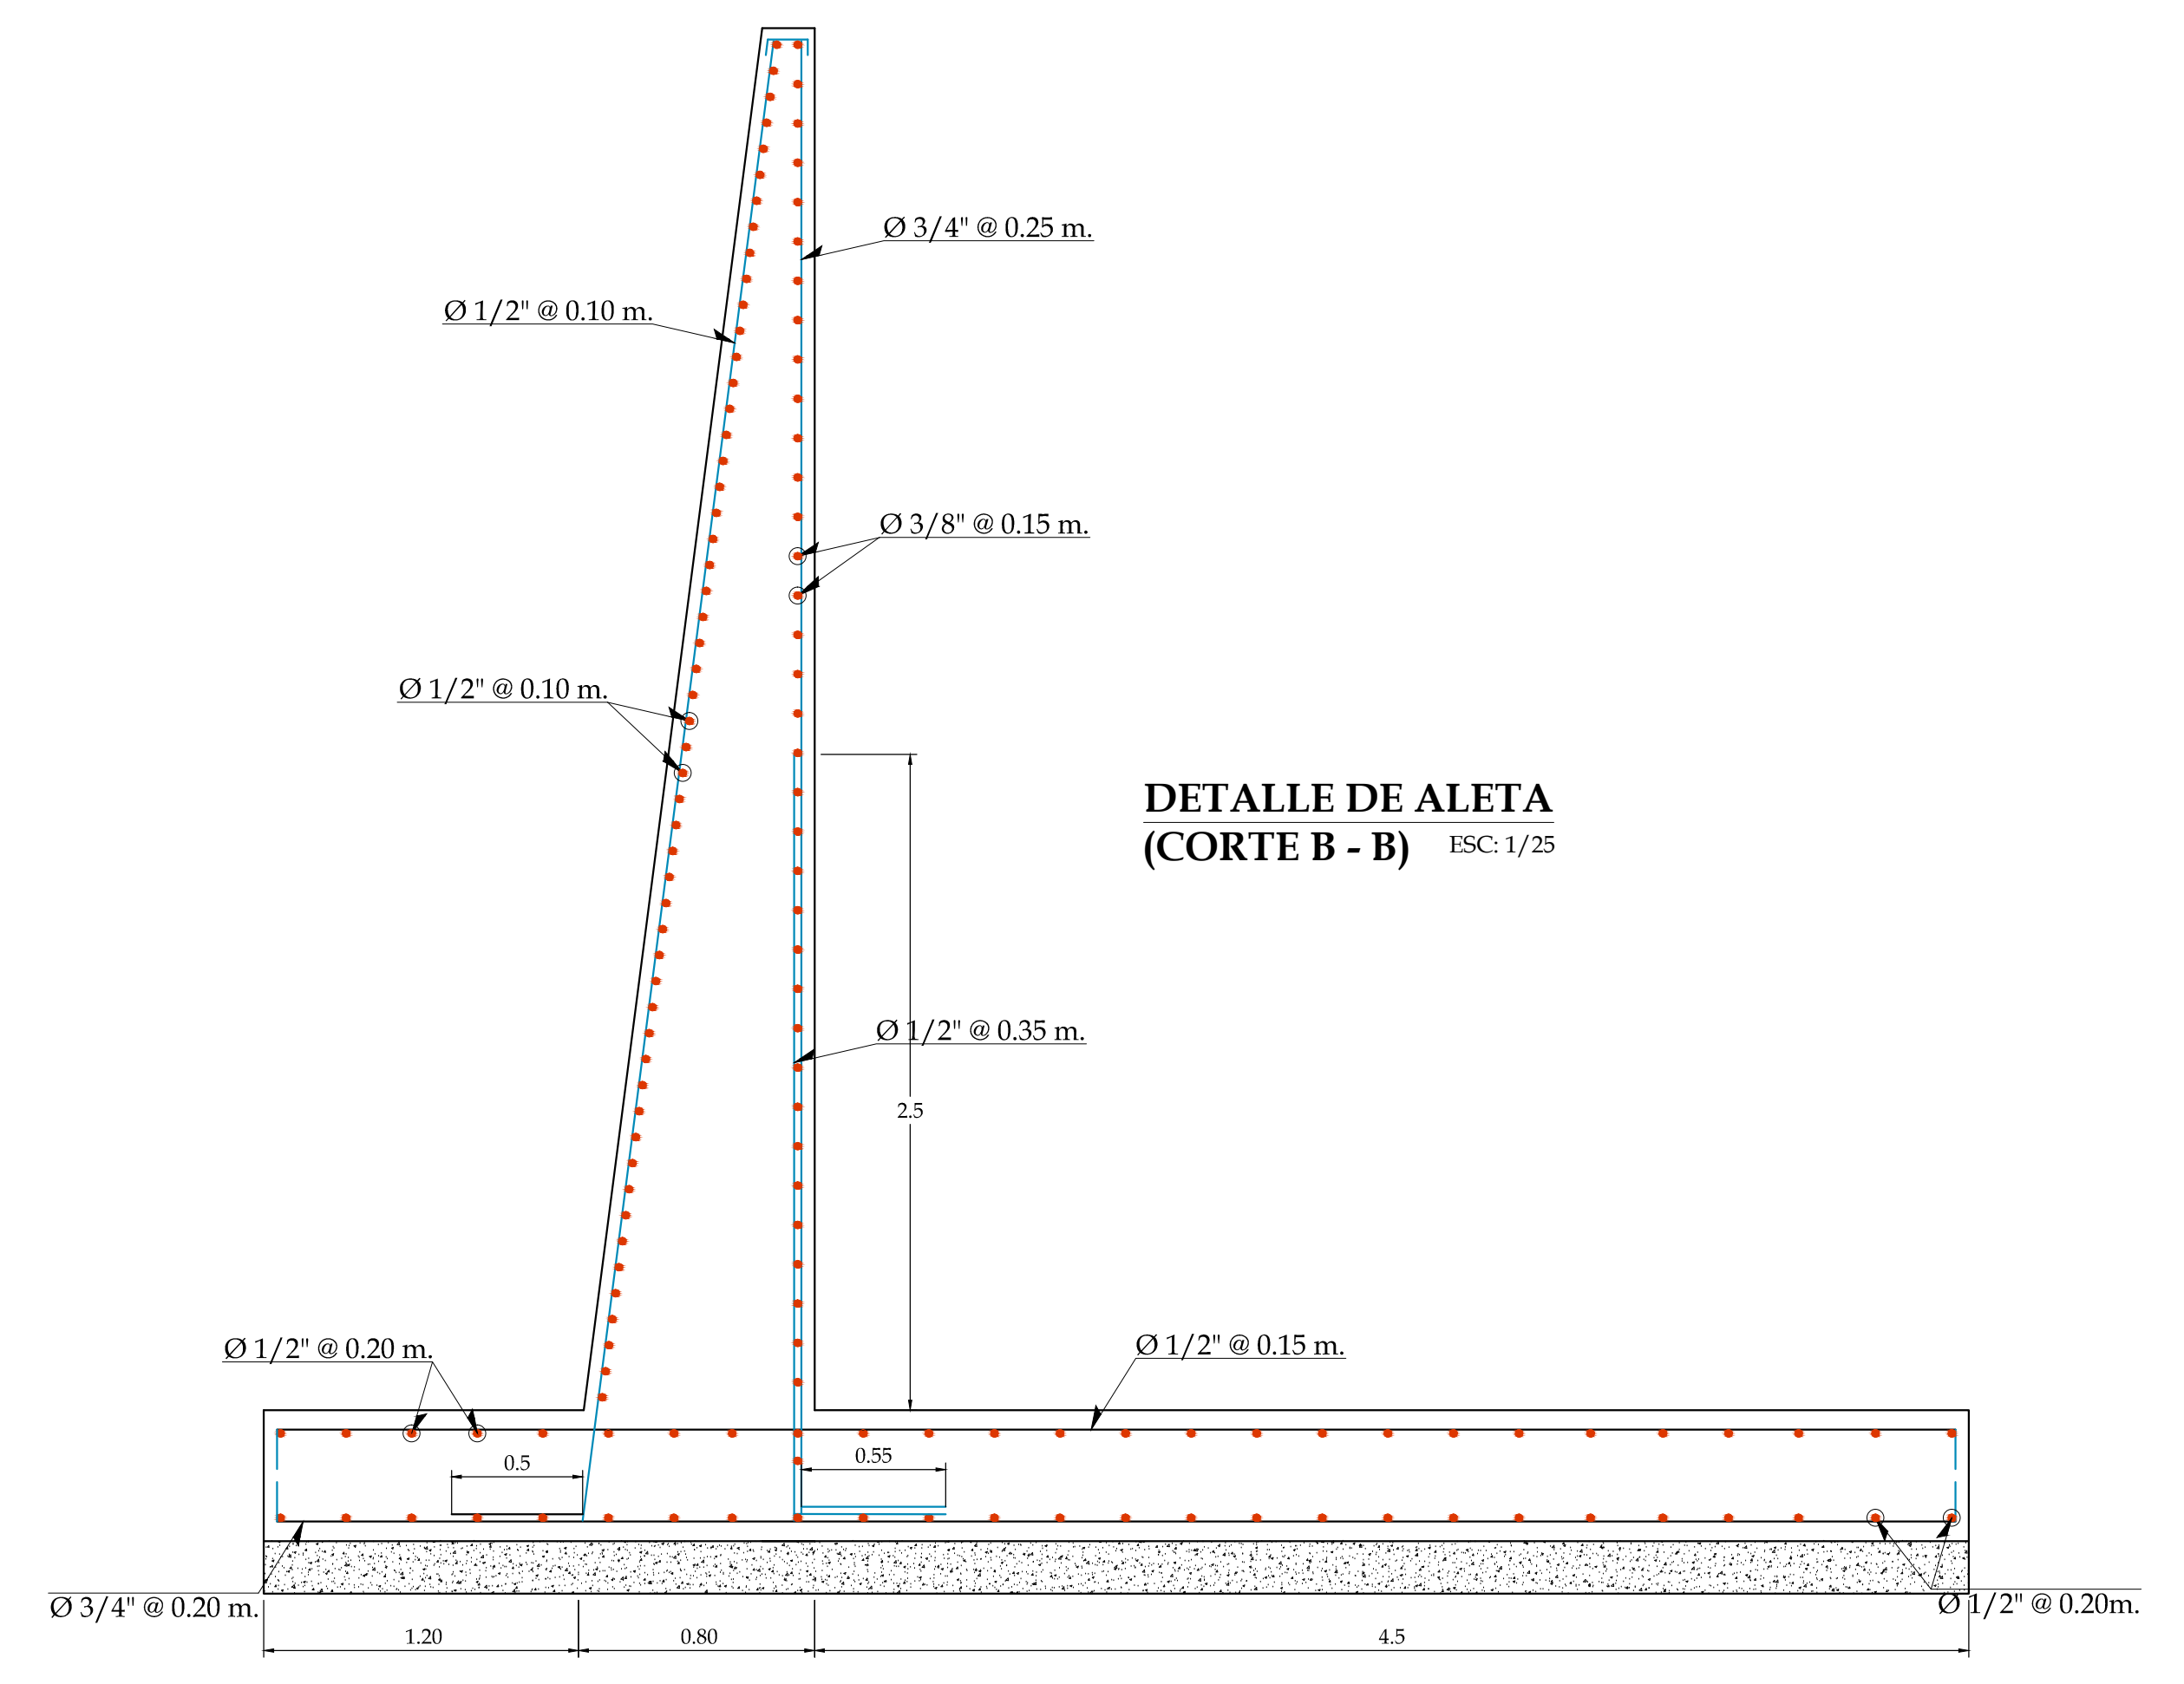 Ø 3/4" @ 0.25 m.
Ø 1/2" @ 0.10 m.
Ø 3/8" @ 0.15 m.
Ø 1/2" @ 0.10 m.
DETALLE DE ALETA
(CORTE B - B) ESC: 1/25
Ø 1/2" @ 0.35 m.
2.5
Ø 1/2" @ 0.20 m.
Ø 1/2" @ 0.15 m.
0.5
0.55
Ø 3/4" @ 0.20 m.
Ø 1/2" @ 0.20m.
1.20
0.80
4.5